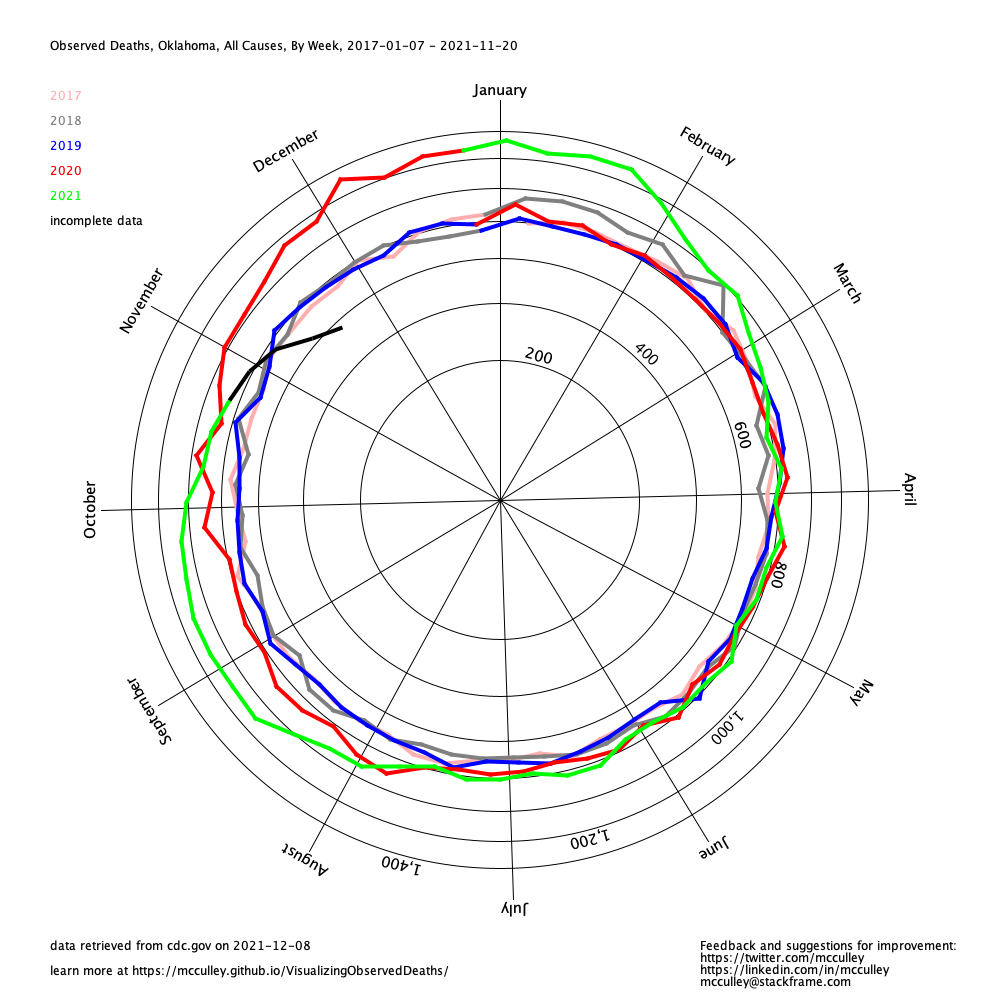 Observed Deaths, Oklahoma, All Causes, By Week, 2017-01-07 - 2021-11-20
2017
2018
2019
2020
2021
incomplete data
January
February
March
April
May
June
July
August
September
October
November
December
200
400
600
800
1,000
1,200
1,400
data retrieved from cdc.gov on 2021-12-08
learn more at https://mcculley.github.io/VisualizingObservedDeaths/
Feedback and suggestions for improvement:
https://twitter.com/mcculley
https://linkedin.com/in/mcculley
mcculley@stackframe.com